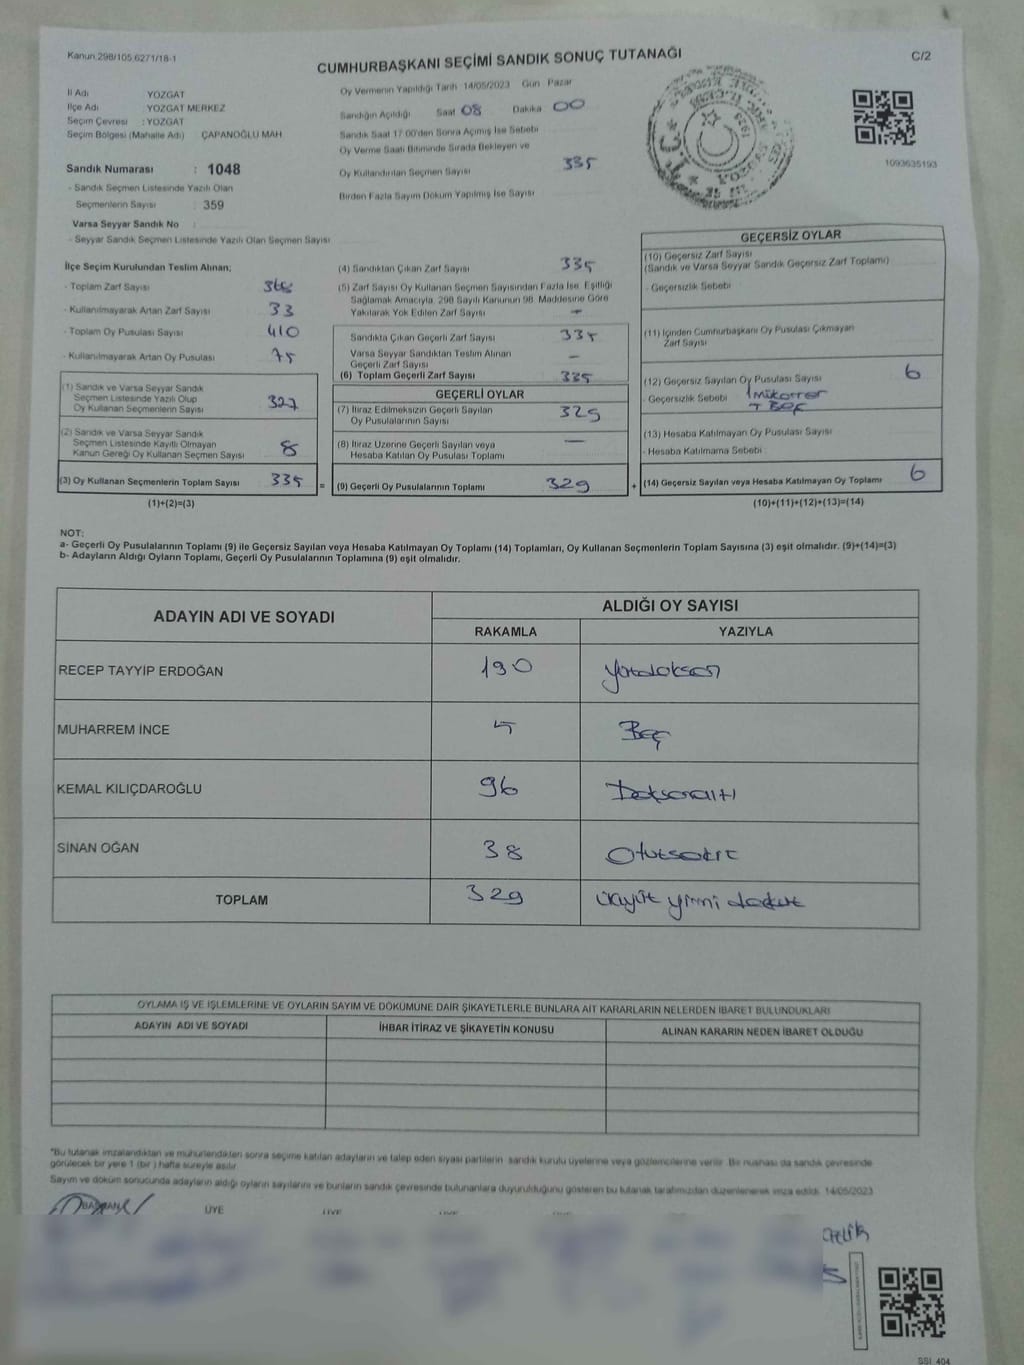 Kanun.298/105.6271/18-1
CUMHURBAŞKANI SEÇİMİ SANDIK SONUÇ TUTANAĞI
C/2
İl Adı YOZGAT
İlçe Adı YOZGAT MERKEZ
Seçim Çevresi : YOZGAT
Seçim Bölgesi (Mahalle Adı) ÇAPANOĞLU MAH
Oy Vermenin Yapıldığı Tarih 14/05/2023 Gün Pazar
Sandığın Açıldığı Saat 08 Dakika 00
Sandık Saat 17.00'den Sonra Açımış İse Sebebi
Oy Verme Saati Bitiminde Sırada Bekleyen ve
Oy Kullandırılan Seçmen Sayısı 335
Birden Fazla Sayım Döküm Yapılmış İse Sayısı
1093635193
Sandık Numarası : 1048
- Sandık Seçmen Listesinde Yazılı Olan
Seçmenlerin Sayısı : 359
Varsa Seyyar Sandık No
- Seyyar Sandık Seçmen Listesinde Yazılı Olan Seçmen Sayısı
İlçe Seçim Kurulundan Teslim Alınan;
- Toplam Zarf Sayısı 368
- Kullanılmayarak Artan Zarf Sayısı 33
- Toplam Oy Pusulası Sayısı 410
- Kullanılmayarak Artan Oy Pusulası 75
(1) Sandık ve Varsa Seyyar Sandık
Seçmen Listesinde Yazılı Olup
Oy Kullanan Seçmenlerin Sayısı 327
(2) Sandık ve Varsa Seyyar Sandık
Seçmen Listesinde Kayıtlı Olmayan
Kanun Gereği Oy Kullanan Seçmen Sayısı 8
(3) Oy Kullanan Seçmenlerin Toplam Sayısı 335 =
(1)+(2)=(3)
(4) Sandıktan Çıkan Zarf Sayısı 335
(5) Zarf Sayısı Oy Kullanan Seçmen Sayısından Fazla İse, Eşitliği
Sağlamak Amacıyla, 298 Sayılı Kanunun 98. Maddesine Göre
Yakılarak Yok Edilen Zarf Sayısı –
Sandıkta Çıkan Geçerli Zarf Sayısı 335
Varsa Seyyar Sandıktan Teslim Alınan
Geçerli Zarf Sayısı –
(6) Toplam Geçerli Zarf Sayısı 335
GEÇERLİ OYLAR
(7) İtiraz Edilmeksizin Geçerli Sayılan
Oy Pusulasının Sayısı 329
(8) İtiraz Üzerine Geçerli Sayılan veya
Hesaba Katılan Oy Pusulası Toplamı —
(9) Geçerli Oy Pusulalarının Toplamı 329 +
GEÇERSİZ OYLAR
(10) Geçersiz Zarf Sayısı
(Sandık ve Varsa Seyyar Sandık Geçersiz Zarf Toplamı)
- Geçersizlik Sebebi
(11) İçinden Cumhurbaşkanı Oy Pusulası Çıkmayan
Zarf Sayısı
(12) Geçersiz Sayılan Oy Pusulası Sayısı 6
- Geçersizlik Sebebi
(13) Hesaba Katılmayan Oy Pusulası Sayısı
- Hesaba Katılmama Sebebi
(14) Geçersiz Sayılan veya Hesaba Katılmayan Oy Toplamı 6
(10)+(11)+(12)+(13)=(14)
NOT:
a- Geçerli Oy Pusulalarının Toplamı (9) ile Geçersiz Sayılan veya Hesaba Katılmayan Oy Toplamı (14) Toplamları, Oy Kullanan Seçmenlerin Toplam Sayısına (3) eşit olmalıdır. (9)+(14)=(3)
b- Adayların Aldığı Oyların Toplamı, Geçerli Oy Pusulalarının Toplamına (9) eşit olmalıdır.
ADAYIN ADI VE SOYADI
ALDIĞI OY SAYISI
RAKAMLA YAZIYLA
RECEP TAYYİP ERDOĞAN 190 Yüzdoksan
MUHARREM İNCE 5 Beş
KEMAL KILIÇDAROĞLU 96 Doksanaltı
SİNAN OĞAN 38 Otuzsekiz
TOPLAM 329 üçyüz yirmi dokuz
OYLAMA İŞ VE İŞLEMLERİNE VE OYLARIN SAYIM VE DÖKÜMÜNE DAİR ŞİKAYETLERLE BUNLARA AİT KARARLARIN NELERDEN İBARET BULUNDUKLARI
ADAYIN ADI VE SOYADI İHBAR İTİRAZ VE ŞİKAYETİN KONUSU ALINAN KARARIN NEDEN İBARET OLDUĞU
*Bu tutanak imzalandıktan ve mühürlendikten sonra seçime katılan adayların ve talep eden siyasi partilerin sandık kurulu üyelerine veya gözlemcilerine verilir. Bir nushası da sandık çevresinde
görülecek bir yere 1 (bir ) hafta süreyle asılır.
Sayım ve döküm sonucunda adayların aldığı oyların sayılarını ve bunların sandık çevresinde bulunanlara duyurulduğunu gösteren bu tutanak tarafımızdan düzenlenerek imza edildi. 14/05/2023
BAŞKAN ÜYE
SSI_404